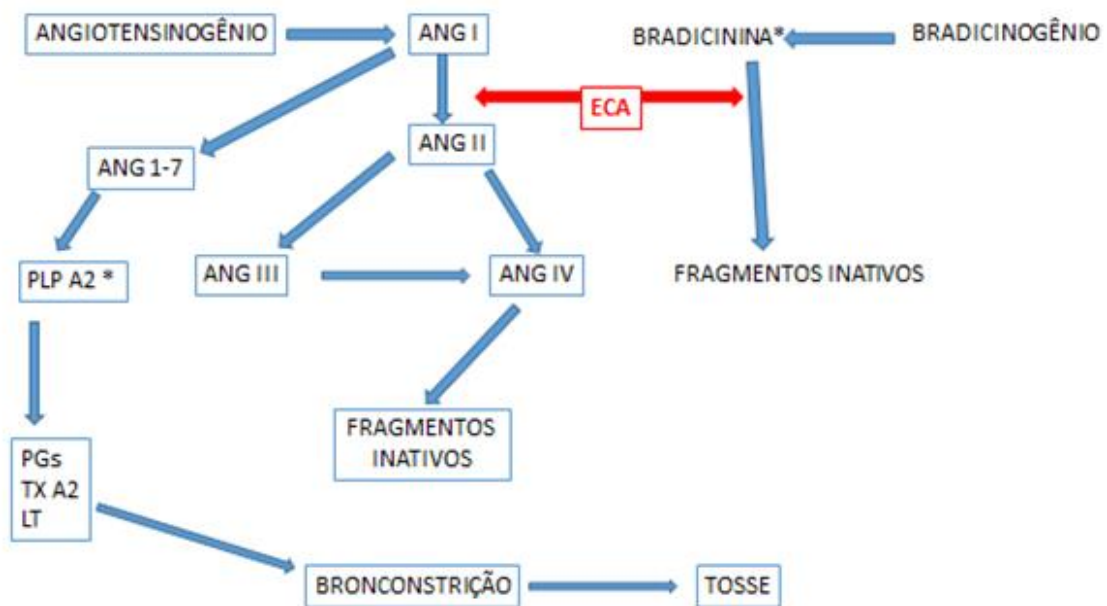 ANGIOTENSINOGÊNIO
ANG I
BRADICININA*
BRADICINOGÊNIO
ECA
ANG II
ANG 1-7
PLP A2 *
ANG III
ANG IV
FRAGMENTOS INATIVOS
FRAGMENTOS
INATIVOS
PGs
TX A2
LT
BRONCONSTRIÇÃO
TOSSE